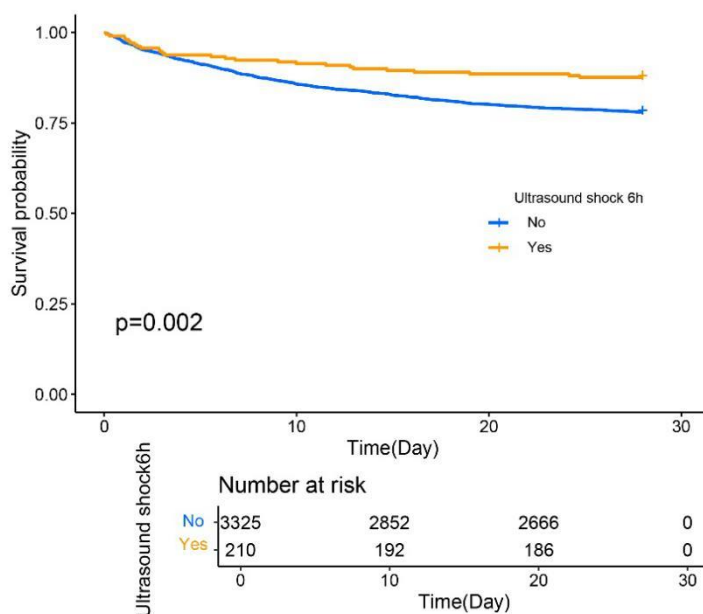 1.00
0.75
0.50
0.25
0.00
Survival probability
Ultrasound shock 6h
No
Yes
p=0.002
0 10 20 30
Time(Day)
Ultrasound shock6h
Number at risk
No 3325 2852 2666 0
Yes 210 192 186 0
0 10 20 30
Time(Day)